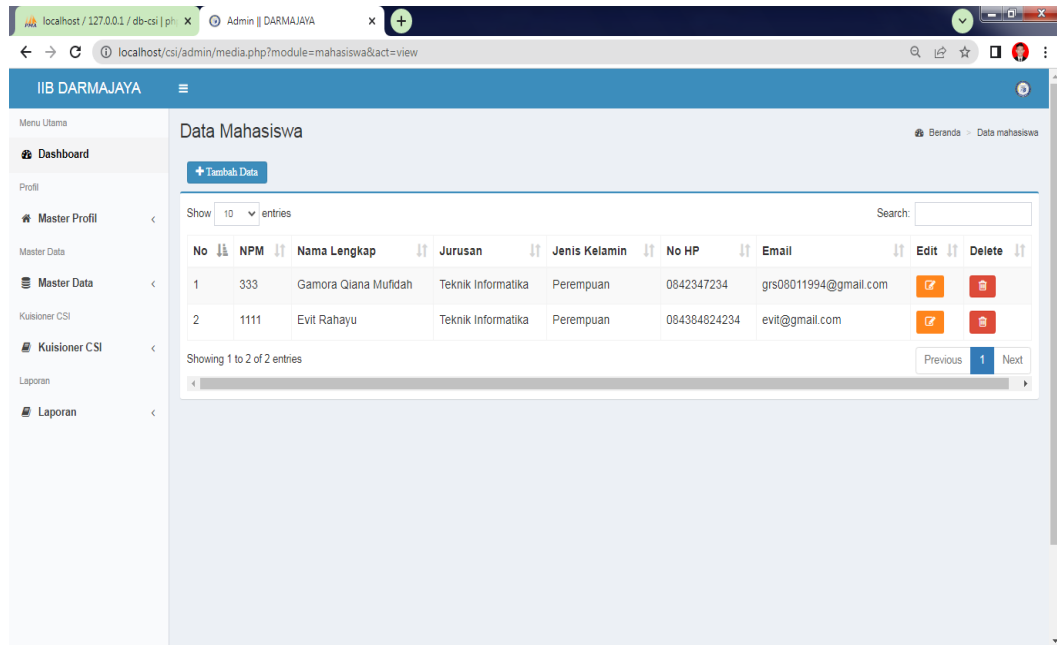 localhost / 127.0.0.1 / db-csi | ph
Admin || DARMAJAYA
localhost/csi/admin/media.php?module=mahasiswa&act=view
IIB DARMAJAYA
Menu Utama
Dashboard
Profil
Master Profil
Master Data
Master Data
Kuisioner CSI
Kuisioner CSI
Laporan
Laporan
Data Mahasiswa
Beranda > Data mahasiswa
Tambah Data
Show 10 entries
Search:
No NPM Nama Lengkap Jurusan Jenis Kelamin No HP Email Edit Delete
1 333 Gamora Qiana Mufidah Teknik Informatika Perempuan 0842347234 grs08011994@gmail.com
2 1111 Evit Rahayu Teknik Informatika Perempuan 084384824234 evit@gmail.com
Showing 1 to 2 of 2 entries
Previous 1 Next